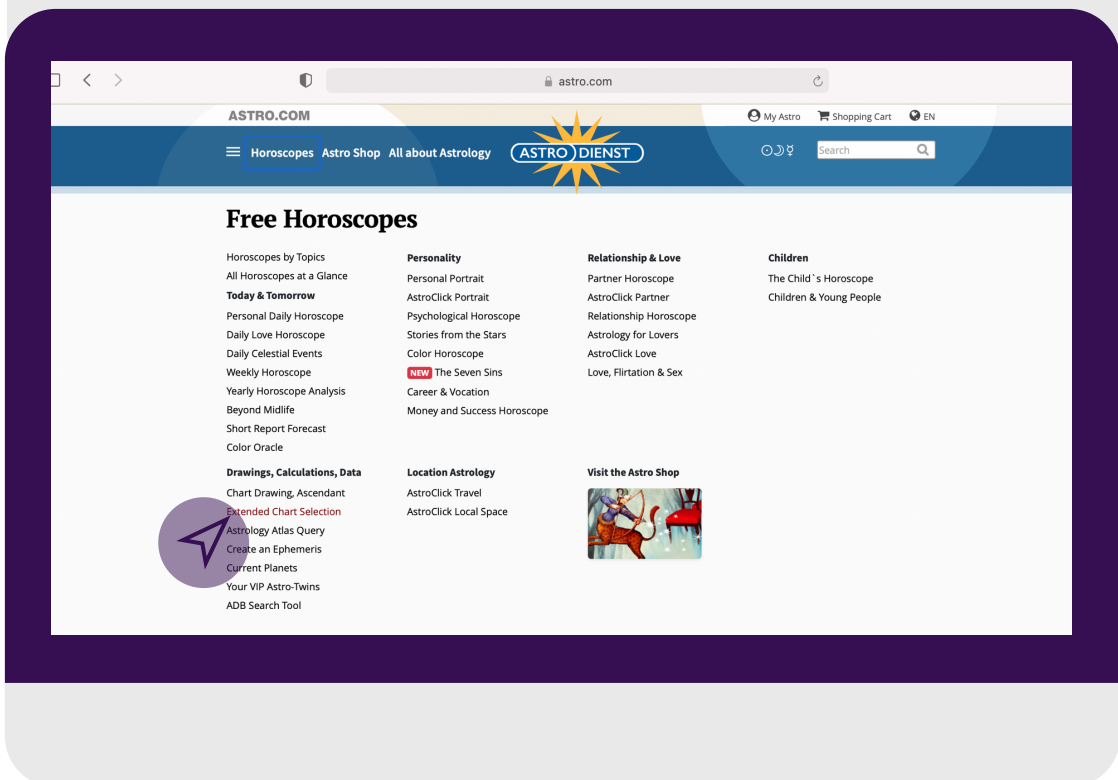 astro.com
ASTRO.COM
My Astro
Shopping Cart
EN
Horoscopes
Astro Shop
All about Astrology
ASTRO DIENST
Search
Free Horoscopes
Horoscopes by Topics
All Horoscopes at a Glance
Today & Tomorrow
Personal Daily Horoscope
Daily Love Horoscope
Daily Celestial Events
Weekly Horoscope
Yearly Horoscope Analysis
Beyond Midlife
Short Report Forecast
Color Oracle
Personality
Personal Portrait
AstroClick Portrait
Psychological Horoscope
Stories from the Stars
Color Horoscope
NEW The Seven Sins
Career & Vocation
Money and Success Horoscope
Relationship & Love
Partner Horoscope
AstroClick Partner
Relationship Horoscope
Astrology for Lovers
AstroClick Love
Love, Flirtation & Sex
Children
The Child`s Horoscope
Children & Young People
Drawings, Calculations, Data
Chart Drawing, Ascendant
Extended Chart Selection
Astrology Atlas Query
Create an Ephemeris
Current Planets
Your VIP Astro-Twins
ADB Search Tool
Location Astrology
AstroClick Travel
AstroClick Local Space
Visit the Astro Shop